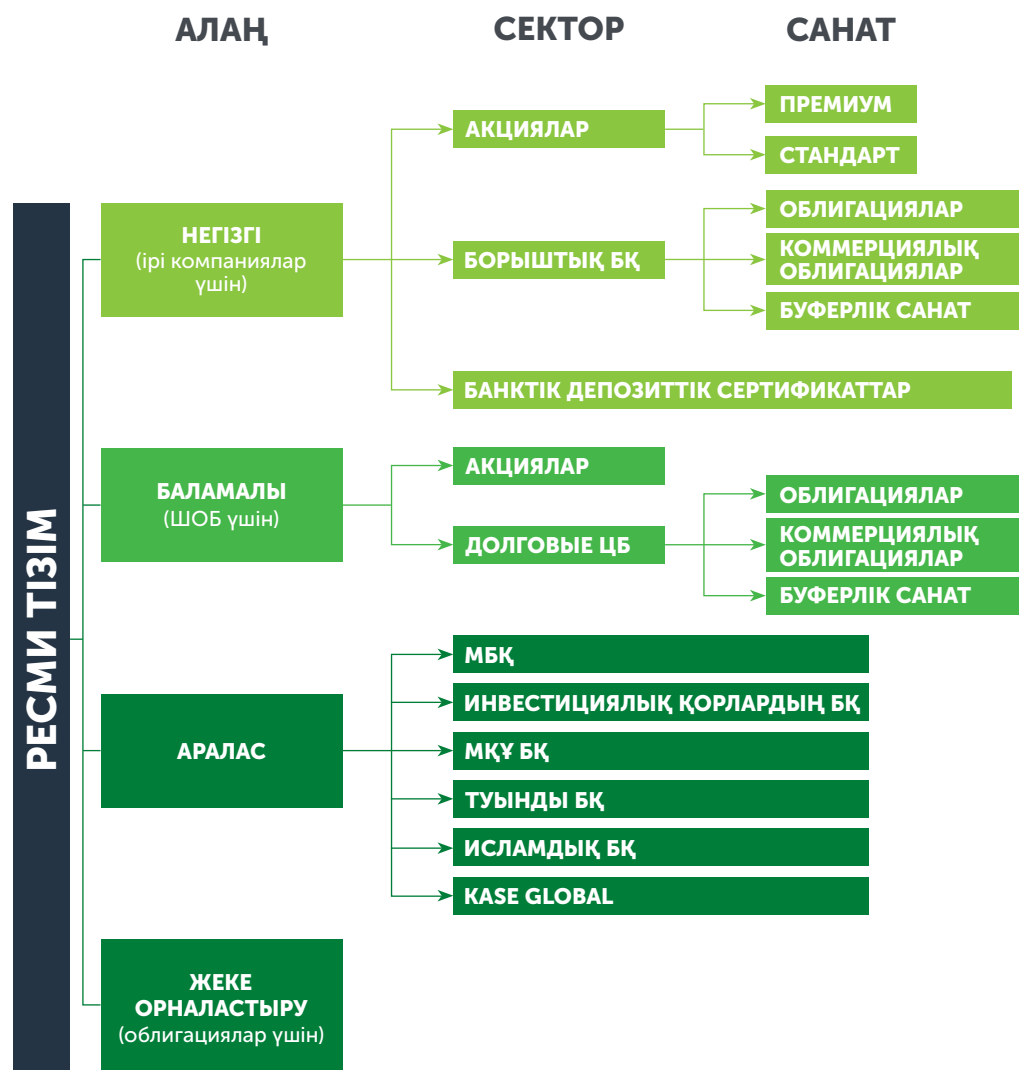 АЛАҢ
СЕКТОР
САНАТ
РЕСМИ ТІЗІМ
НЕГІЗГІ
(ірі компаниялар
үшін)
АКЦИЯЛАР
ПРЕМИУМ
СТАНДАРТ
БОРЫШТЫҚ БҚ
ОБЛИГАЦИЯЛАР
КОММЕРЦИЯЛЫҚ
ОБЛИГАЦИЯЛАР
БУФЕРЛІК САНАТ
БАНКТІК ДЕПОЗИТТІК СЕРТИФИКАТТАР
БАЛАМАЛЫ
(ШОБ үшін)
АКЦИЯЛАР
ДОЛГОВЫЕ ЦБ
ОБЛИГАЦИЯЛАР
КОММЕРЦИЯЛЫҚ
ОБЛИГАЦИЯЛАР
БУФЕРЛІК САНАТ
АРАЛАС
МБҚ
ИНВЕСТИЦИЯЛЫҚ ҚОРЛАРДЫҢ БҚ
МҚҰ БҚ
ТУЫНДЫ БҚ
ИСЛАМДЫҚ БҚ
KASE GLOBAL
ЖЕКЕ
ОРНАЛАСТЫРУ
(облигациялар үшін)